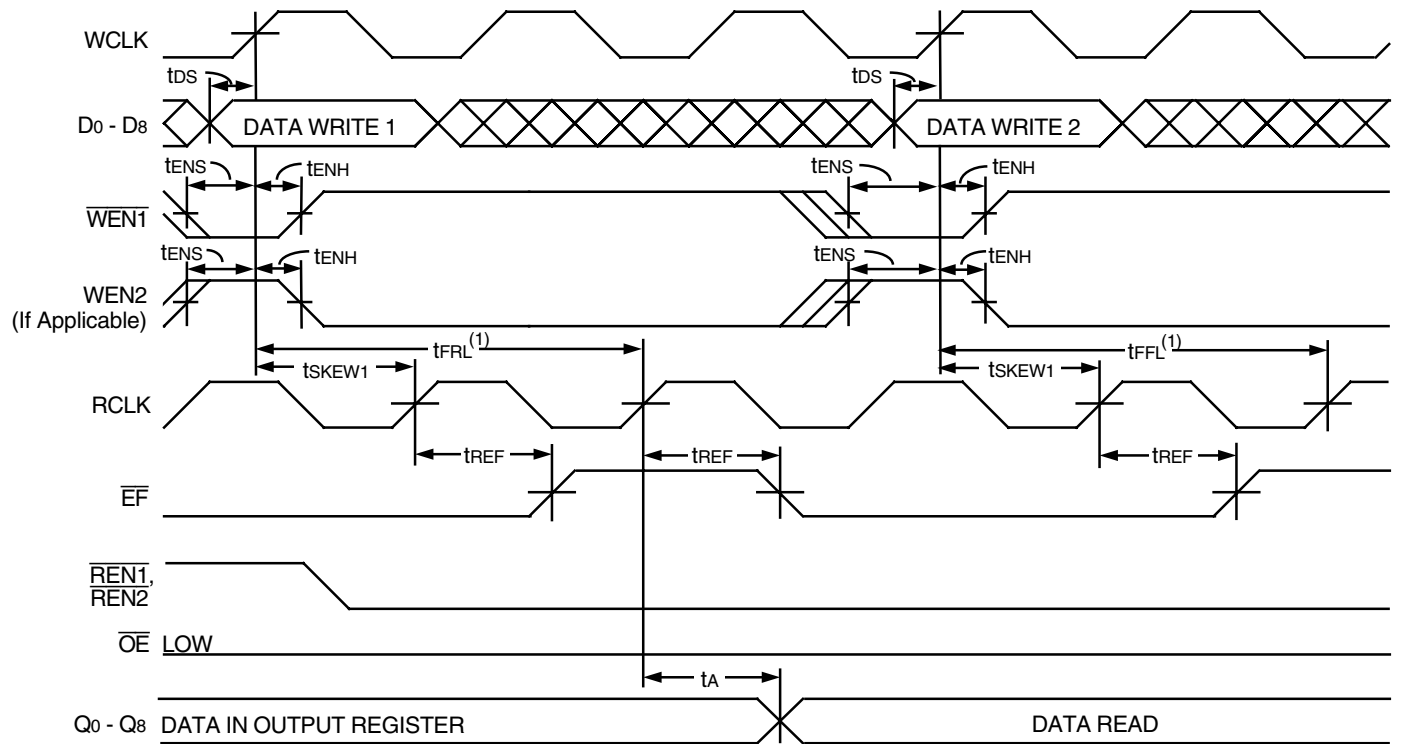 WCLK
tDS
tDS
D0 - D8
DATA WRITE 1
DATA WRITE 2
tENS
tENH
tENS
tENH
WEN1
tENS
tENH
tENS
tENH
WEN2
(If Applicable)
tFRL(1)
tFFL(1)
tSKEW1
tSKEW1
RCLK
tREF
tREF
tREF
EF
REN1,
REN2
OE
LOW
tA
Q0 - Q8
DATA IN OUTPUT REGISTER
DATA READ